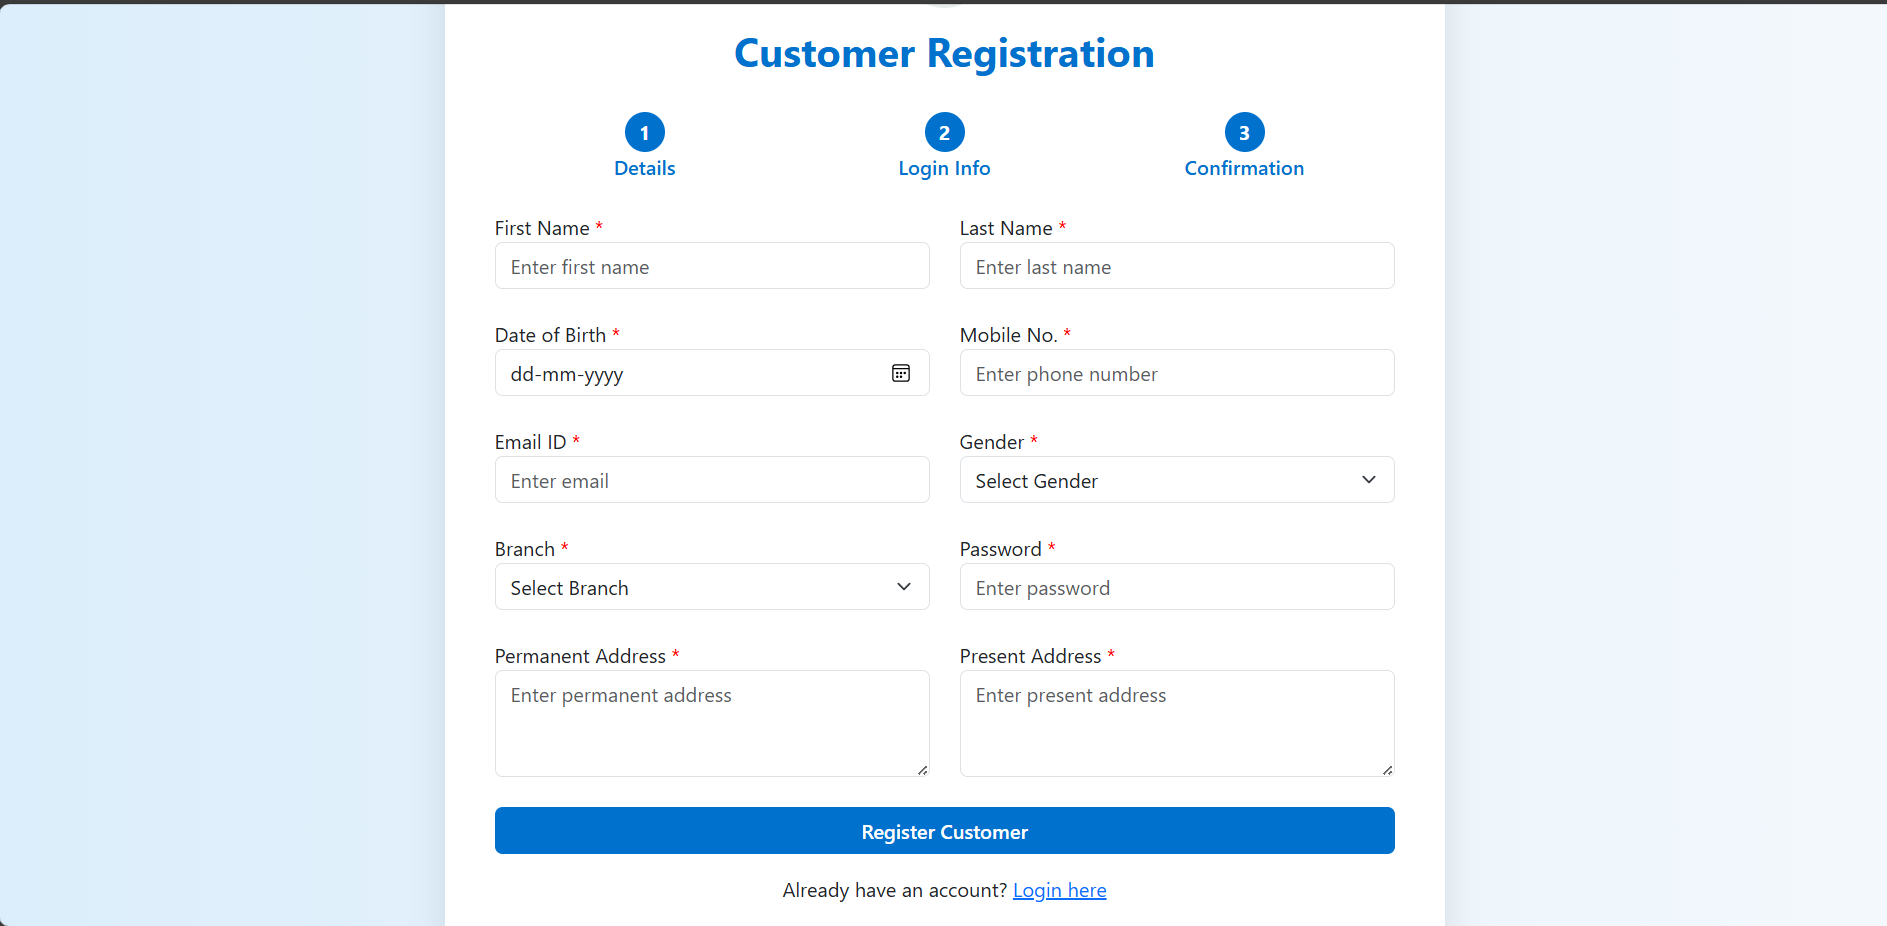 Customer Registration
1 2 3
Details Login Info Confirmation
First Name * Last Name *
Enter first name Enter last name
Date of Birth * Mobile No. *
dd-mm-yyyy Enter phone number
Email ID * Gender *
Enter email Select Gender
Branch * Password *
Select Branch Enter password
Permanent Address * Present Address *
Enter permanent address Enter present address
Register Customer
Already have an account? Login here